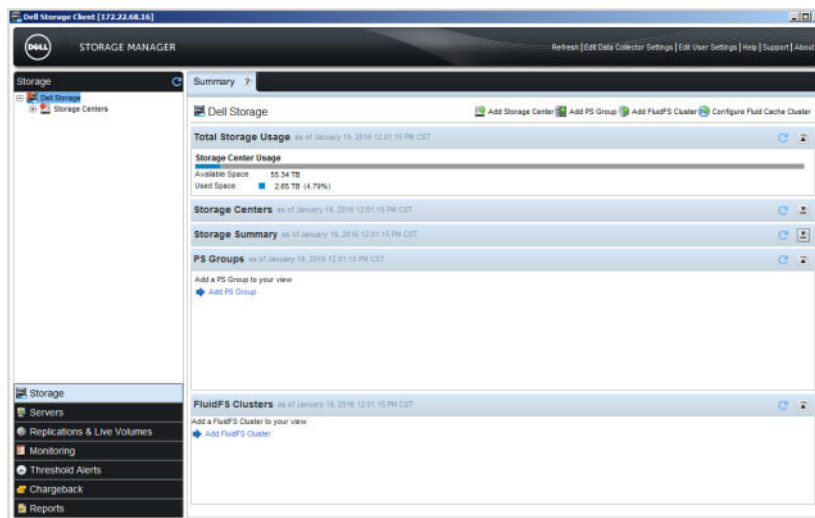 Dell Storage Client [172.22.68.16]
DELL
STORAGE MANAGER
Refresh | Edit Data Collector Settings | Edit User Settings | Help | Support | About
Storage
Dell Storage
Storage Centers
Summary ?
Dell Storage
Add Storage Center Add PS Group Add FluidFS Cluster Configure Fluid Cache Cluster
Total Storage Usage as of January 19, 2016 12:01:15 PM CST
Storage Center Usage
Available Space 55.34 TB
Used Space 2.65 TB (4.79%)
Storage Centers as of January 19, 2016 12:01:15 PM CST
Storage Summary as of January 19, 2016 12:01:15 PM CST
PS Groups as of January 19, 2016 12:01:15 PM CST
Add a PS Group to your view
Add PS Group
FluidFS Clusters as of January 19, 2016 12:01:15 PM CST
Add a FluidFS Cluster to your view
Add FluidFS Cluster
Storage
Servers
Replications & Live Volumes
Monitoring
Threshold Alerts
Chargeback
Reports